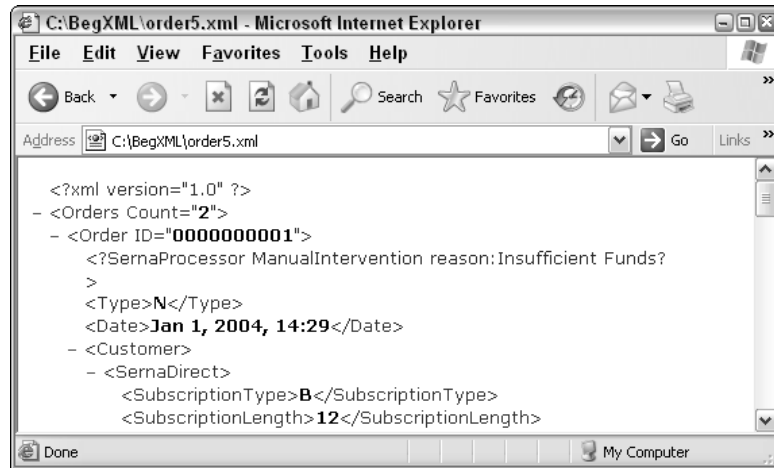 C:\BegXML\order5.xml - Microsoft Internet Explorer
File Edit View Favorites Tools Help
Back Search Favorites »
Address C:\BegXML\order5.xml Go Links »
<?xml version="1.0" ?>
– <Orders Count="2">
– <Order ID="0000000001">
<?SernaProcessor ManualIntervention reason:Insufficient Funds?
>
<Type>N</Type>
<Date>Jan 1, 2004, 14:29</Date>
– <Customer>
– <SernaDirect>
<SubscriptionType>B</SubscriptionType>
<SubscriptionLength>12</SubscriptionLength>
Done My Computer